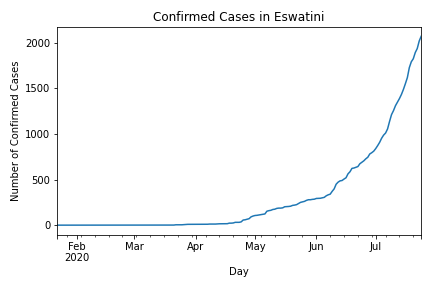 Confirmed Cases in Eswatini
Number of Confirmed Cases
2000
1500
1000
500
0
Feb Mar Apr May Jun Jul
2020
Day